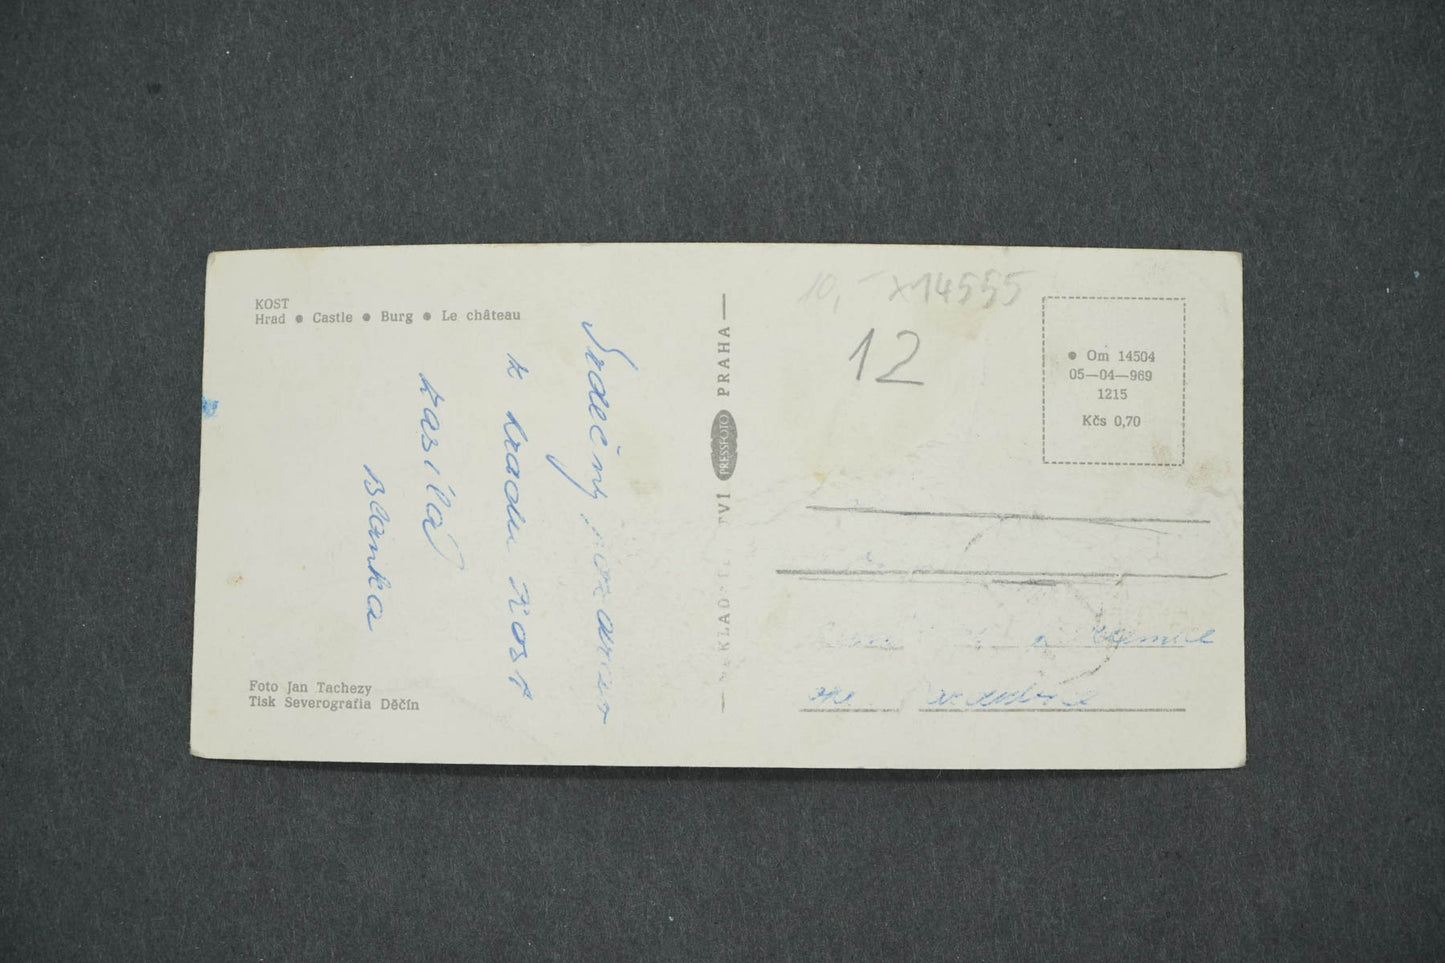 KOST
Hrad ● Castle ● Burg ● Le château
Srdečný pozdrav
z hradu Kost
zasílá
Blanka
Foto Jan Tachezy
Tisk Severografia Děčín
PRESSFOTO PRAHA
10,- x14555
12
● Om 14504
05—04—969
1215
Kčs 0,70